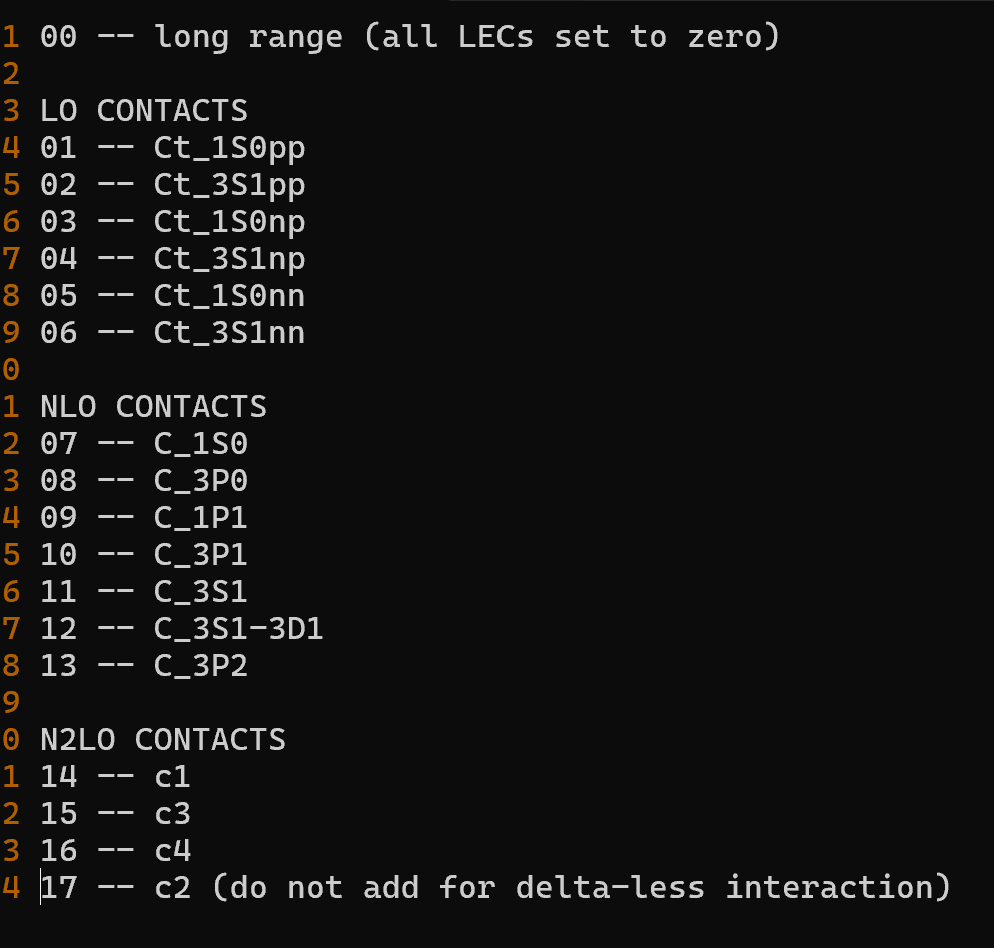 1 00 -- long range (all LECs set to zero)
2
3 LO CONTACTS
4 01 -- Ct_1S0pp
5 02 -- Ct_3S1pp
6 03 -- Ct_1S0np
7 04 -- Ct_3S1np
8 05 -- Ct_1S0nn
9 06 -- Ct_3S1nn
0
1 NLO CONTACTS
2 07 -- C_1S0
3 08 -- C_3P0
4 09 -- C_1P1
5 10 -- C_3P1
6 11 -- C_3S1
7 12 -- C_3S1-3D1
8 13 -- C_3P2
9
0 N2LO CONTACTS
1 14 -- c1
2 15 -- c3
3 16 -- c4
4 17 -- c2 (do not add for delta-less interaction)